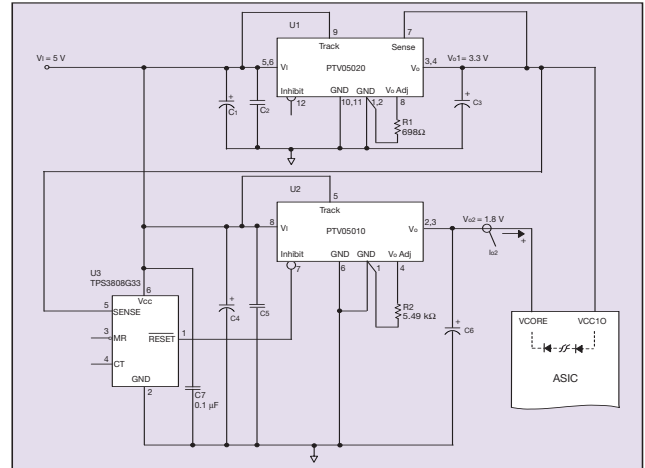 U1
9
7
Track
Sense
VI = 5 V
5,6
VI
PTV05020
Vo
3,4
Vo1= 3.3 V
Inhibit
GND
GND
Vo Adj
12
10,11
1,2
8
C1
C2
R1
698Ω
C3
U2
5
Track
8
VI
PTV05010
Vo
2,3
Vo2 = 1.8 V
Io2
Inhibit
GND
GND
Vo Adj
7
6
1
4
U3
TPS3808G33
6
Vcc
5
SENSE
3
MR
RESET
1
4
CT
GND
2
C4
C5
R2
5.49 kΩ
C6
C7
0.1 µF
VCORE
VCC1O
ASIC
+
+
+
+
+